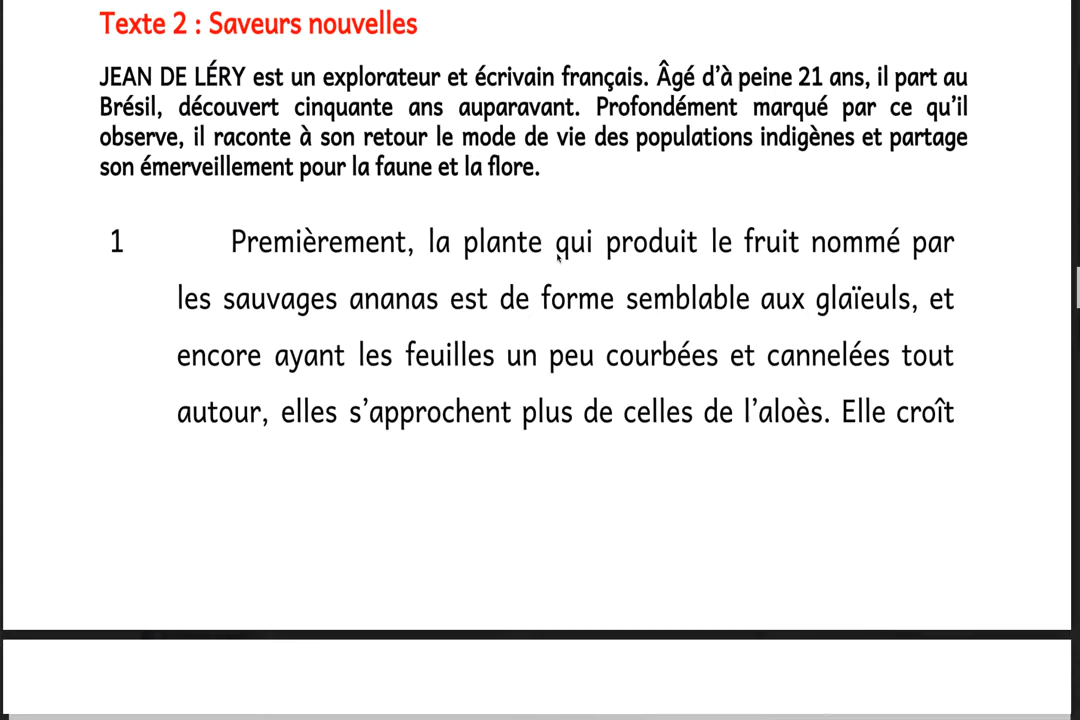 Texte 2 : Saveurs nouvelles
JEAN DE LÉRY est un explorateur et écrivain français. Âgé d’à peine 21 ans, il part au
Brésil, découvert cinquante ans auparavant. Profondément marqué par ce qu’il
observe, il raconte à son retour le mode de vie des populations indigènes et partage
son émerveillement pour la faune et la flore.
1 Premièrement, la plante qui produit le fruit nommé par
les sauvages ananas est de forme semblable aux glaïeuls, et
encore ayant les feuilles un peu courbées et cannelées tout
autour, elles s’approchent plus de celles de l’aloès. Elle croît